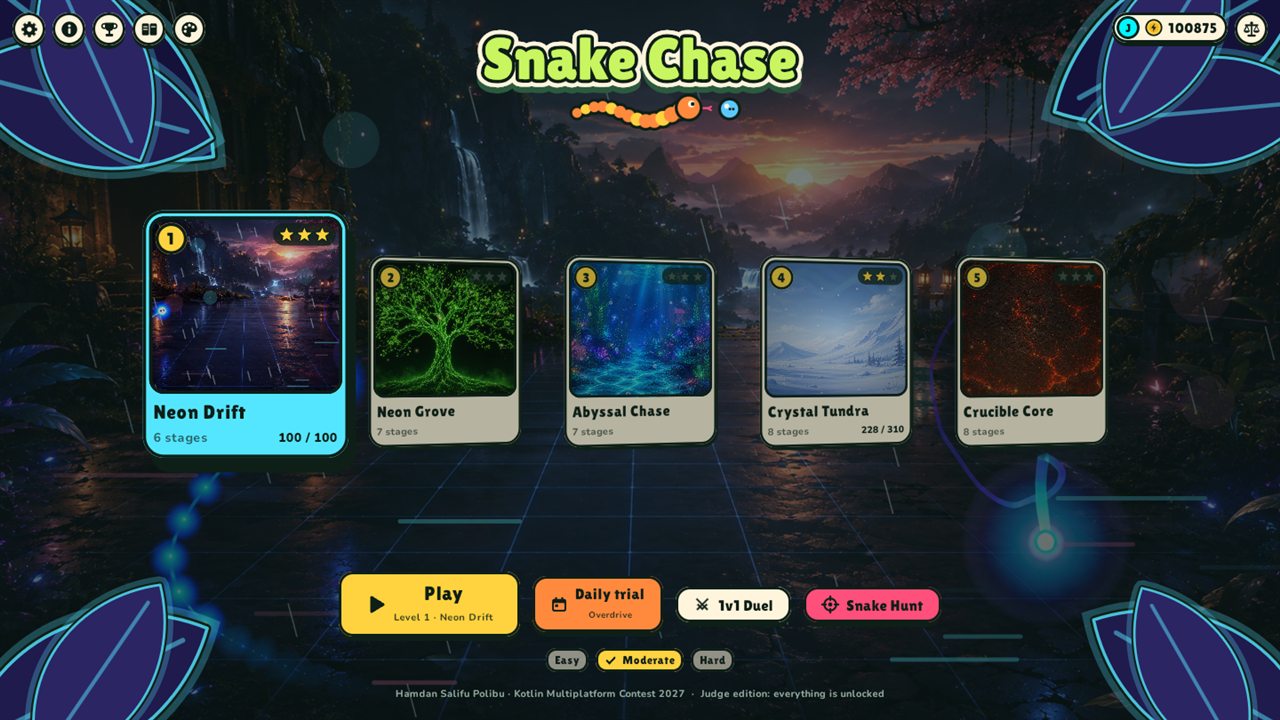 J 100875
Snake Chase
1
Neon Drift
6 stages 100 / 100
2
Neon Grove
7 stages
3
Abyssal Chase
7 stages
4
Crystal Tundra
8 stages 228 / 310
5
Crucible Core
8 stages
Play
Level 1 · Neon Drift
Daily trial
Overdrive
1v1 Duel
Snake Hunt
Easy Moderate Hard
Hamdan Salifu Polibu · Kotlin Multiplatform Contest 2027 · Judge edition: everything is unlocked